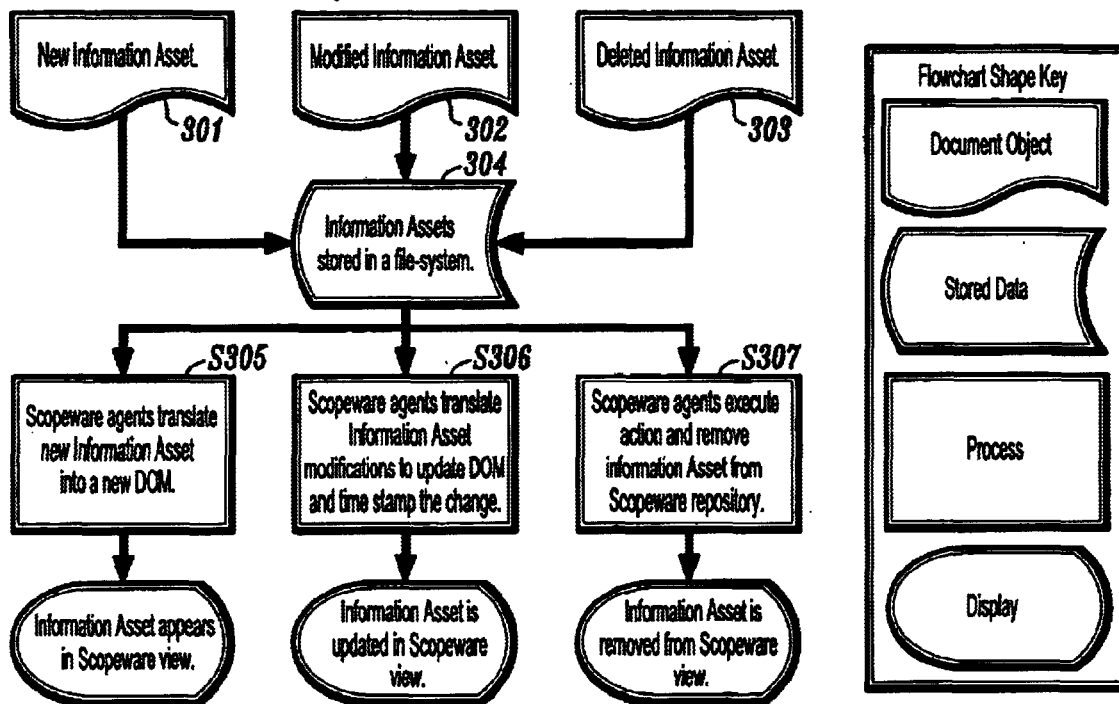 New Information Asset.
301
Modified Information Asset.
302
Deleted Information Asset.
303
304
Information Assets
stored in a file-system.
S305
Scopeware agents translate
new Information Asset
into a new DOM.
S306
Scopeware agents translate
Information Asset
modifications to update DOM
and time stamp the change.
S307
Scopeware agents execute
action and remove
information Asset from
Scopeware repository.
Information Asset appears
in Scopeware view.
Information Asset is
updated in Scopeware
view.
Information Asset is
removed from Scopeware
view.
Flowchart Shape Key
Document Object
Stored Data
Process
Display